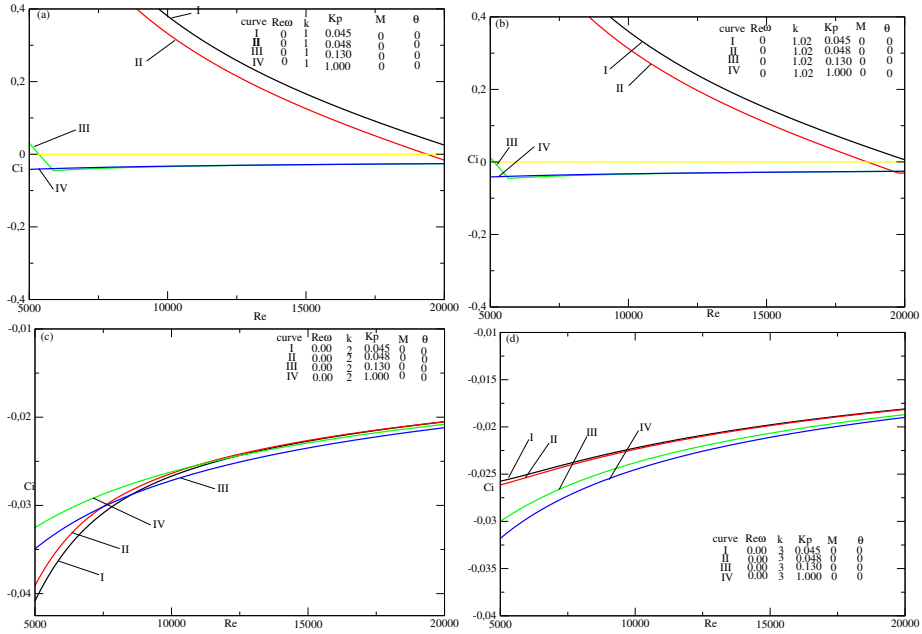 (a)
curve Reω k Kp M θ
I 0 1 0.045 0 0
II 0 1 0.048 0 0
III 0 1 0.130 0 0
IV 0 1 1.000 0 0
0,4
0,2
0
Ci
-0,2
-0,4
I
II
III
IV
5000 10000 15000 20000
Re
(b)
curve Reω k Kp M θ
I 0 1.02 0.045 0 0
II 0 1.02 0.048 0 0
III 0 1.02 0.130 0 0
IV 0 1.02 1.000 0 0
0,4
0,2
Ci 0
-0,2
-0,4
I
II
III
IV
5000 10000 15000 20000
Re
(c)
curve Reω k Kp M θ
I 0.00 2 0.045 0 0
II 0.00 2 0.048 0 0
III 0.00 2 0.130 0 0
IV 0.00 2 1.000 0 0
-0,01
-0,02
Ci
-0,03
-0,04
III
IV
II
I
5000 10000 15000 20000
Re
(d)
-0,01
-0,015
-0,02
-0,025
Ci
-0,03
-0,035
-0,04
I
II
III
IV
curve Reω k Kp M θ
I 0.00 3 0.045 0 0
II 0.00 3 0.048 0 0
III 0.00 3 0.130 0 0
IV 0.00 3 1.000 0 0
5000 10000 15000 20000
Re